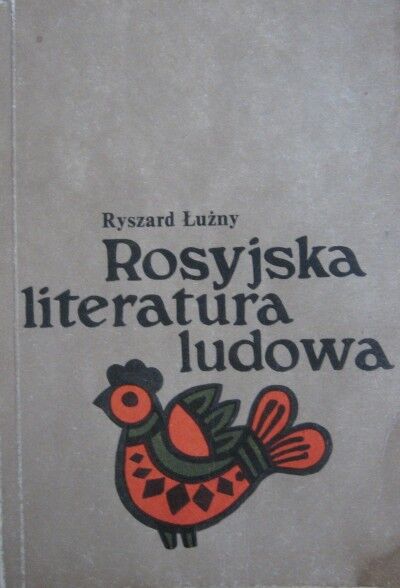 Ryszard Łużny
Rosyjska
literatura
ludowa